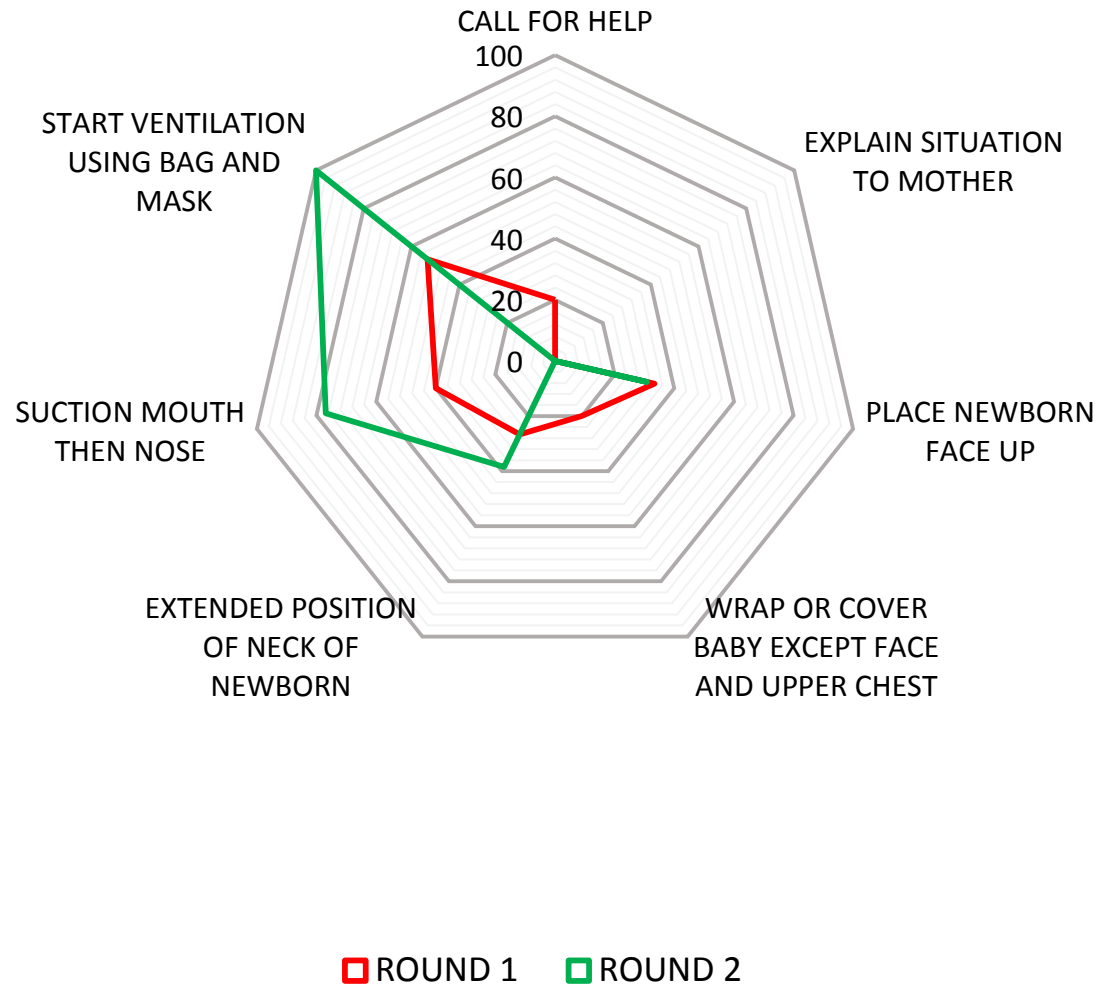 CALL FOR HELP
100
80
60
40
20
0
EXPLAIN SITUATION
TO MOTHER
PLACE NEWBORN
FACE UP
WRAP OR COVER
BABY EXCEPT FACE
AND UPPER CHEST
EXTENDED POSITION
OF NECK OF
NEWBORN
SUCTION MOUTH
THEN NOSE
START VENTILATION
USING BAG AND
MASK
ROUND 1
ROUND 2